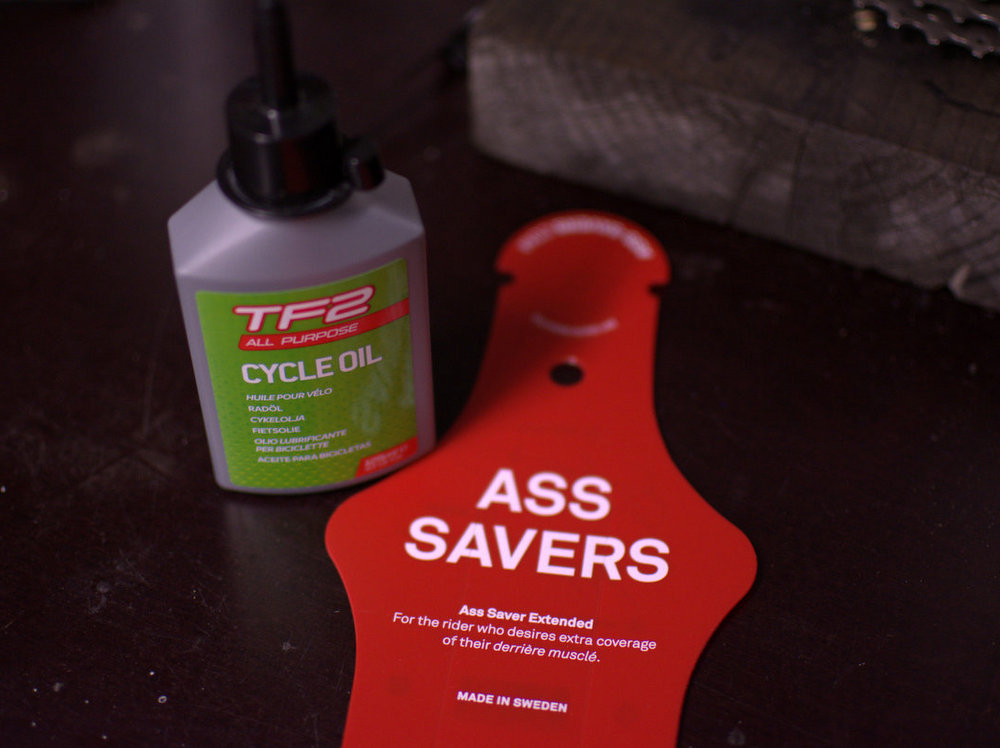 TF2
ALL PURPOSE
CYCLE OIL
HUILE POUR VÉLO
RADÖL
CYKELOLJA
FIETSOLIE
OLIO LUBRIFICANTE
PER BICICLETTE
ACEITE PARA BICICLETAS
ASS
SAVERS
Ass Saver Extended
For the rider who desires extra coverage
of their derrière musclé.
MADE IN SWEDEN